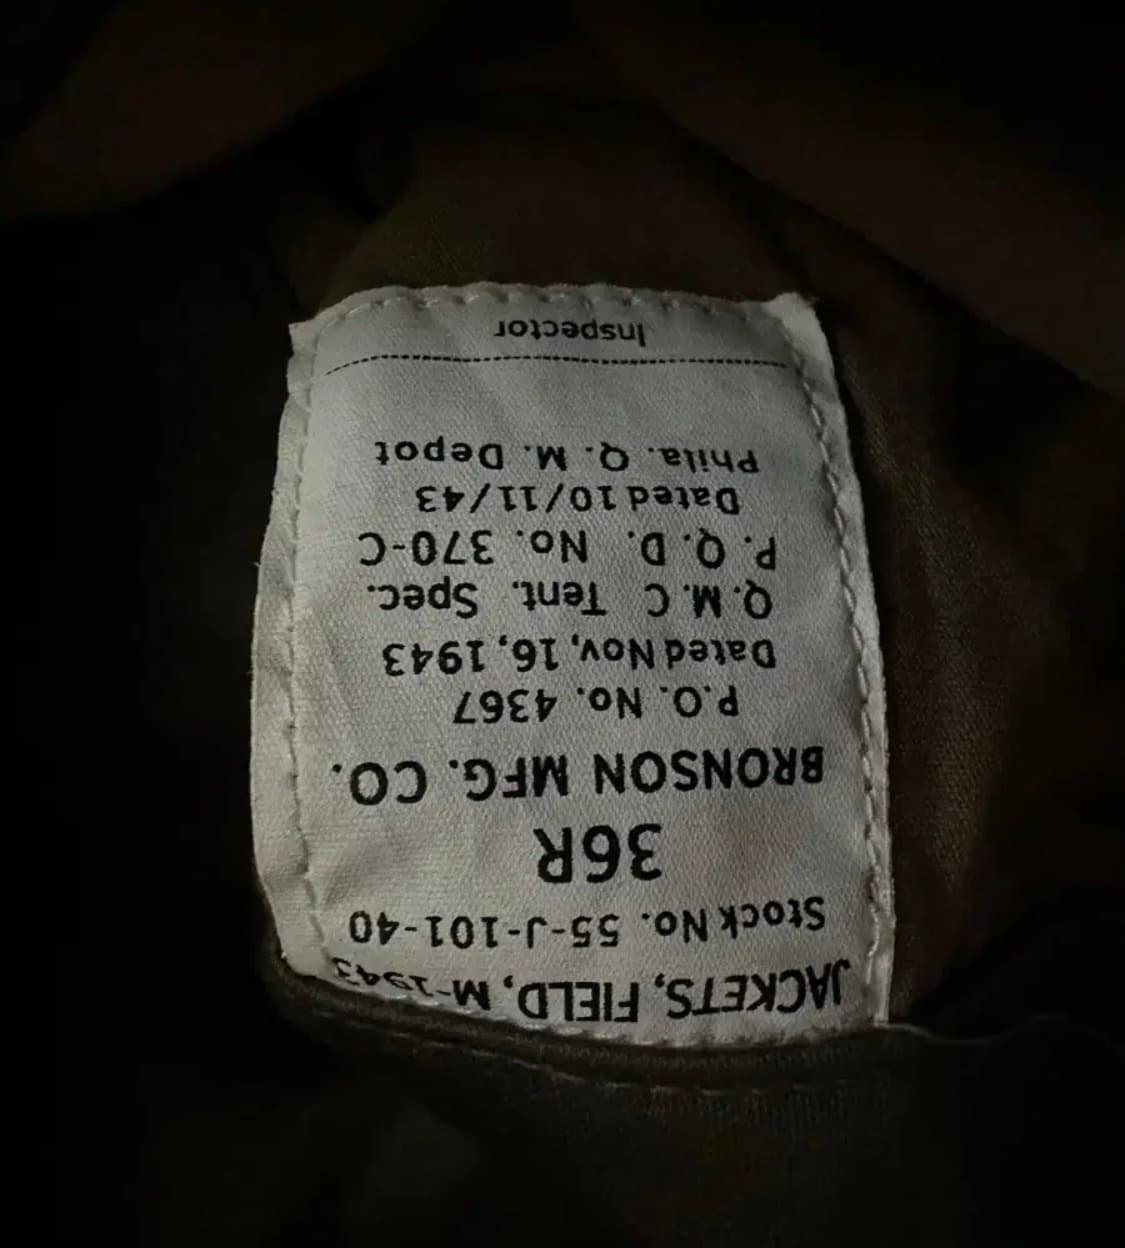 JACKETS, FIELD, M-1943
Stock No. 55-J-101-40
36R
BRONSON MFG. CO.
P.O. No. 4367
Dated Nov, 16, 1943
Q.M.C Tent. Spec.
P. Q. D. No. 370-C
Dated 10/11/43
Phila. Q. M. Depot
Inspector